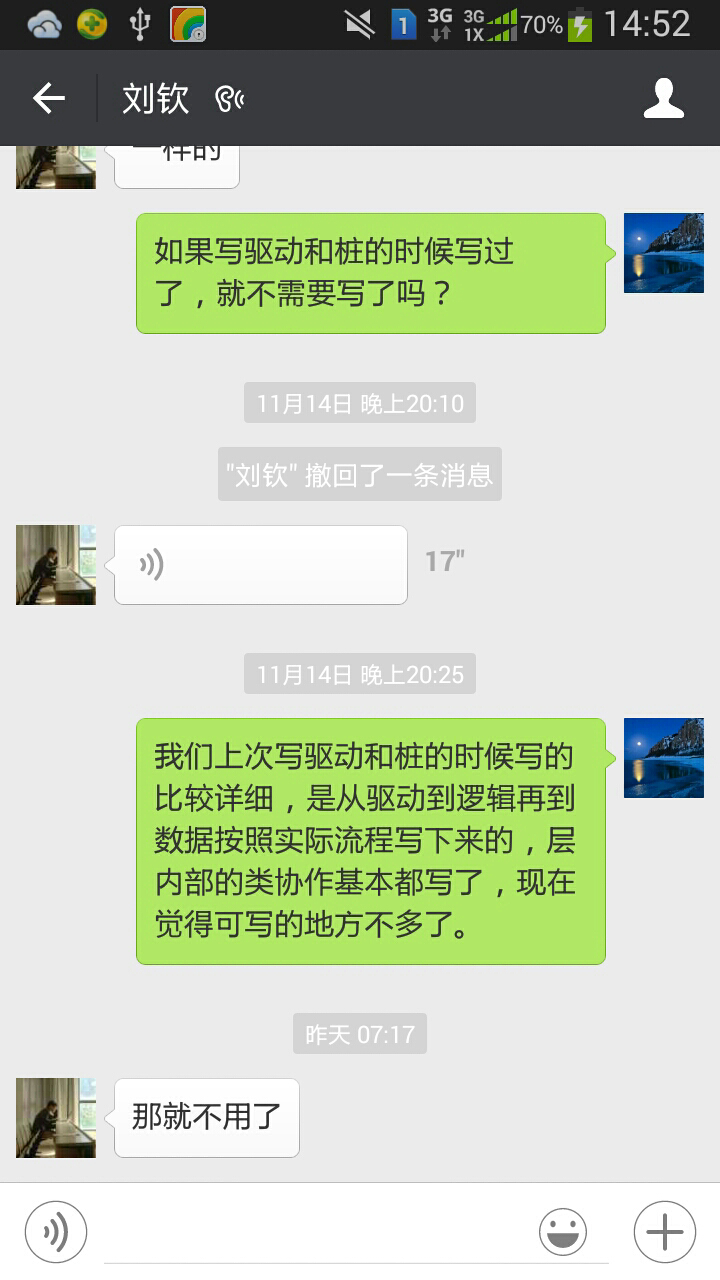 1 3G 3G 1X 70% 14:52
刘钦
一样的
如果写驱动和桩的时候写过
了，就不需要写了吗？
11月14日 晚上20:10
"刘钦" 撤回了一条消息
17"
11月14日 晚上20:25
我们上次写驱动和桩的时候写的
比较详细，是从驱动到逻辑再到
数据按照实际流程写下来的，层
内部的类协作基本都写了，现在
觉得可写的地方不多了。
昨天 07:17
那就不用了